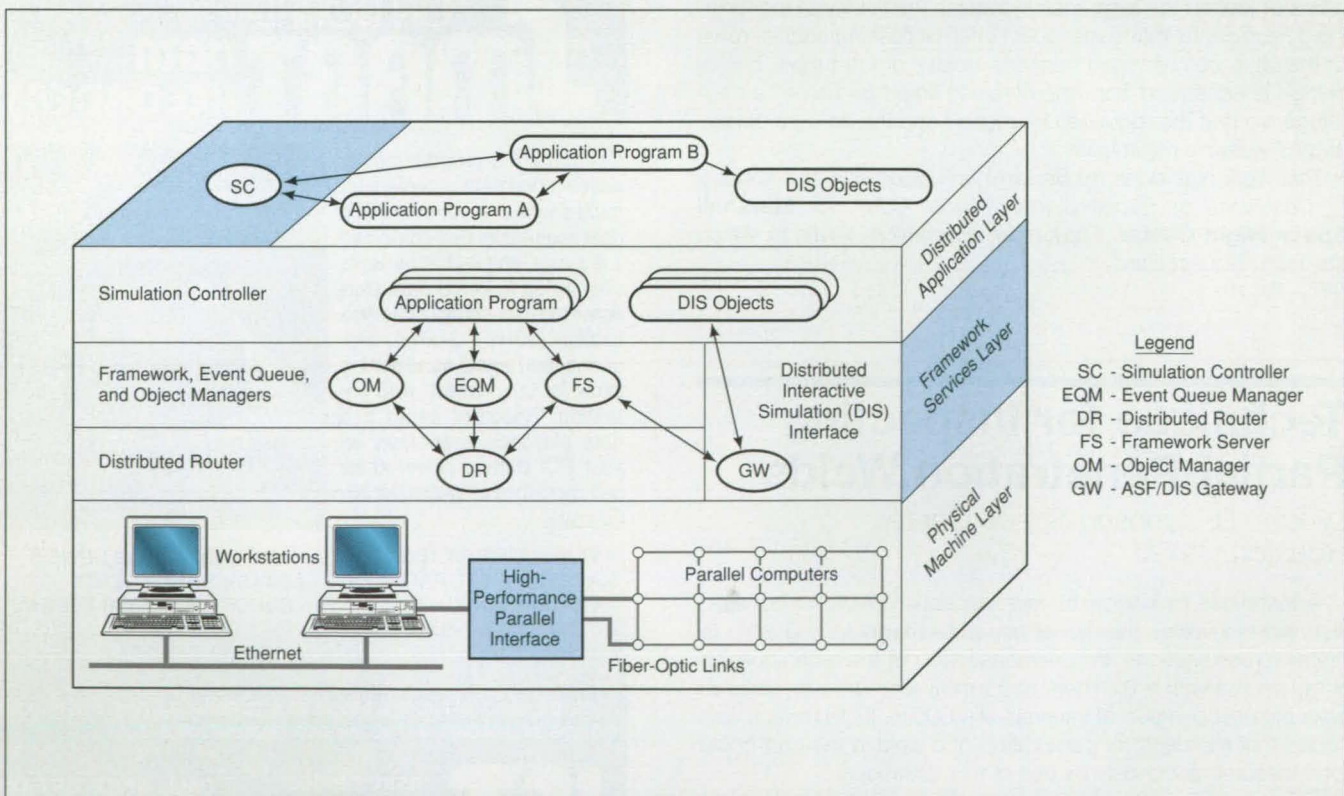 Application Program B
SC
DIS Objects
Application Program A
Distributed
Application Layer
Simulation Controller
Application Program
DIS Objects
Framework, Event Queue,
and Object Managers
OM
EQM
FS
Distributed
Interactive
Simulation (DIS)
Interface
Framework
Services Layer
Distributed Router
DR
GW
Physical
Machine Layer
Workstations
High-
Performance
Parallel
Interface
Parallel Computers
Ethernet
Fiber-Optic Links
Legend
SC - Simulation Controller
EQM - Event Queue Manager
DR - Distributed Router
FS - Framework Server
OM - Object Manager
GW - ASF/DIS Gateway